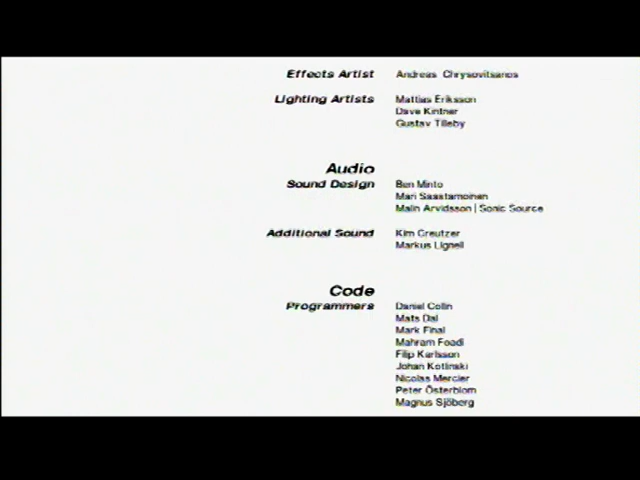 Effects Artist Andreas Chrysovitsanos
Lighting Artists Mattias Eriksson
Dave Kintner
Gustav Tilleby
Audio
Sound Design Ben Minto
Mari Saastamoinen
Malin Arvidsson | Sonic Source
Additional Sound Kim Creutzer
Markus Lignell
Code
Programmers Daniel Collin
Mats Dal
Mark Final
Mahram Foadi
Filip Karlsson
Johan Kotlinski
Nicolas Mercier
Peter Österblom
Magnus Sjöberg